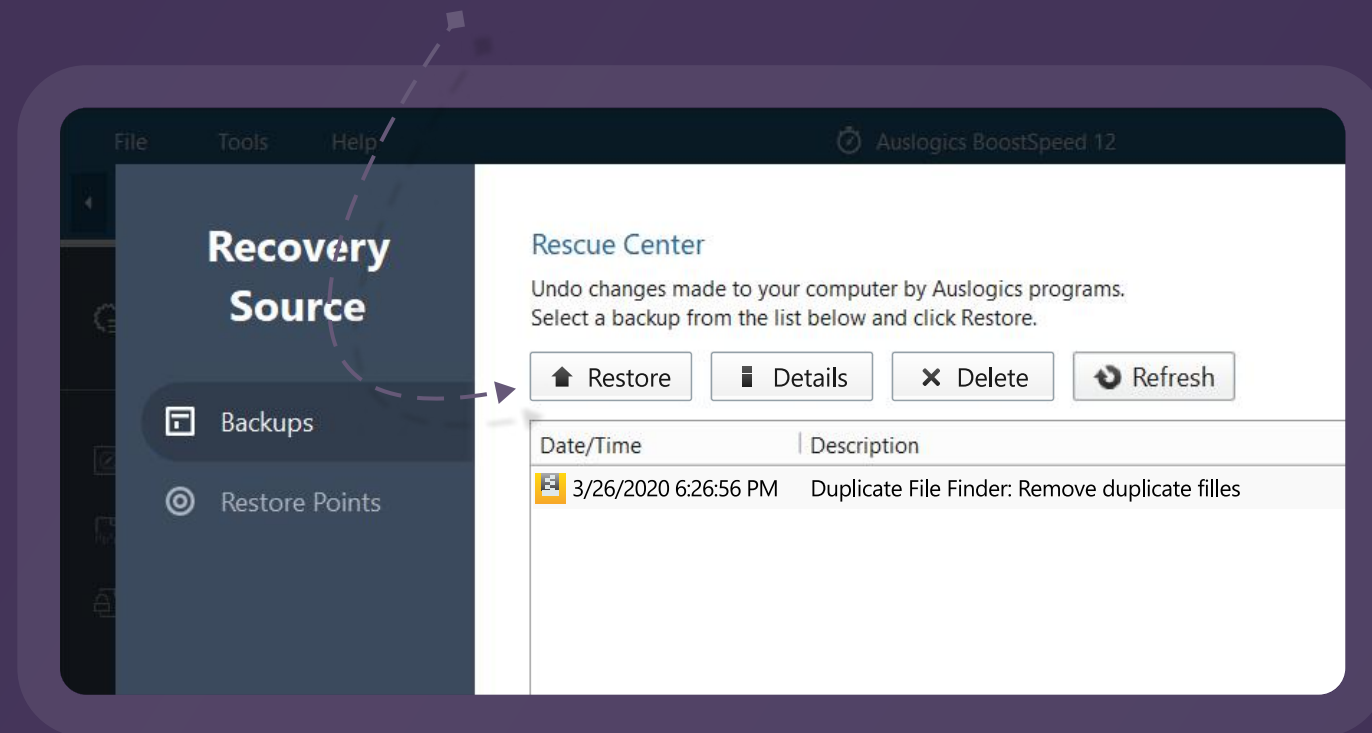 File Tools Help Auslogics BoostSpeed 12
Recovery
Source
Backups
Restore Points
Rescue Center
Undo changes made to your computer by Auslogics programs.
Select a backup from the list below and click Restore.
Restore Details Delete Refresh
Date/Time Description
3/26/2020 6:26:56 PM Duplicate File Finder: Remove duplicate filles